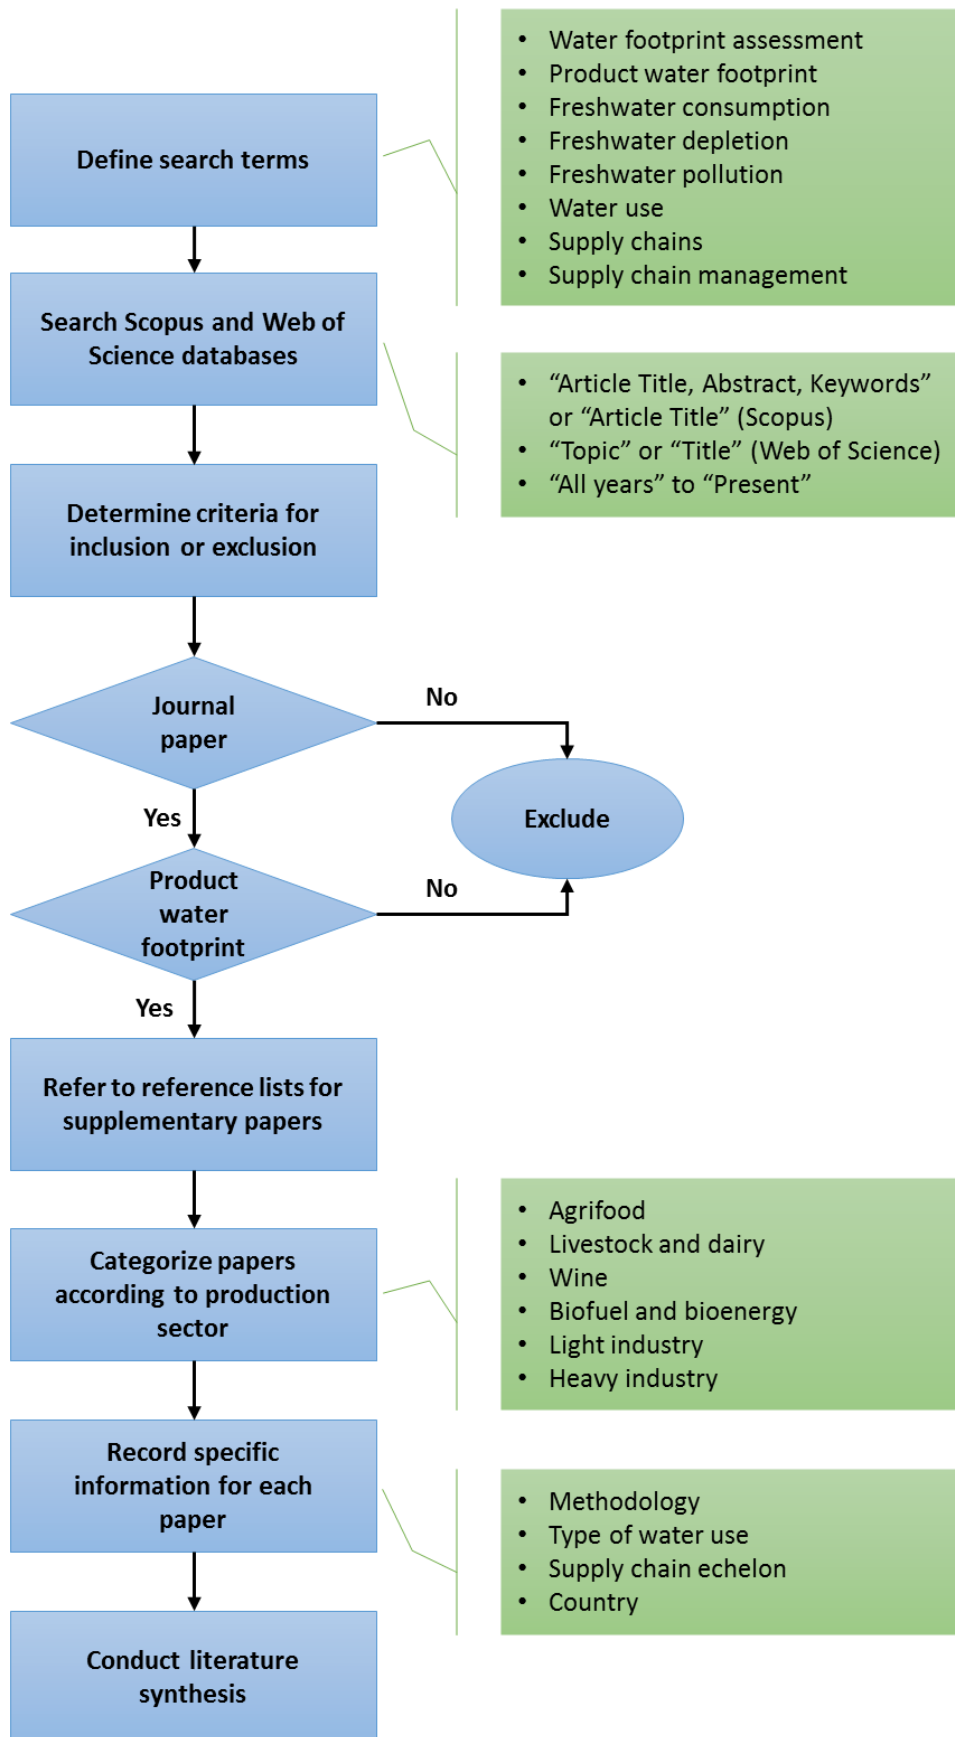 Define search terms
• Water footprint assessment
• Product water footprint
• Freshwater consumption
• Freshwater depletion
• Freshwater pollution
• Water use
• Supply chains
• Supply chain management
Search Scopus and Web of
Science databases
• “Article Title, Abstract, Keywords”
or “Article Title” (Scopus)
• “Topic” or “Title” (Web of Science)
• “All years” to “Present”
Determine criteria for
inclusion or exclusion
Journal
paper
No
Exclude
Yes
Product
water
footprint
No
Yes
Refer to reference lists for
supplementary papers
Categorize papers
according to production
sector
• Agrifood
• Livestock and dairy
• Wine
• Biofuel and bioenergy
• Light industry
• Heavy industry
Record specific
information for each
paper
• Methodology
• Type of water use
• Supply chain echelon
• Country
Conduct literature
synthesis